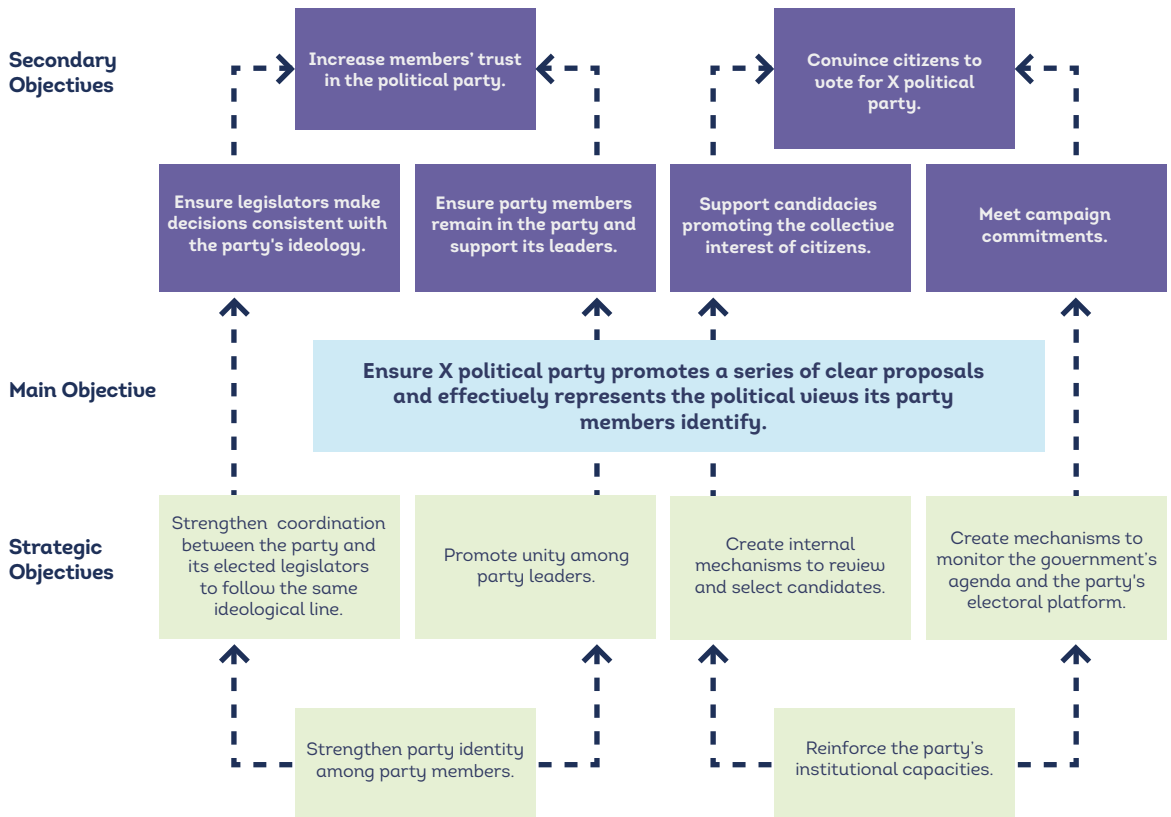 Secondary
Objectives
Increase members' trust
in the political party.
Convince citizens to
vote for X political
party.
Ensure legislators make
decisions consistent with
the party's ideology.
Ensure party members
remain in the party and
support its leaders.
Support candidacies
promoting the collective
interest of citizens.
Meet campaign
commitments.
Main Objective
Ensure X political party promotes a series of clear proposals
and effectively represents the political views its party
members identify.
Strategic
Objectives
Strengthen coordination
between the party and
its elected legislators
to follow the same
ideological line.
Promote unity among
party leaders.
Create internal
mechanisms to review
and select candidates.
Create mechanisms to
monitor the government's
agenda and the party's
electoral platform.
Strengthen party identity
among party members.
Reinforce the party's
institutional capacities.